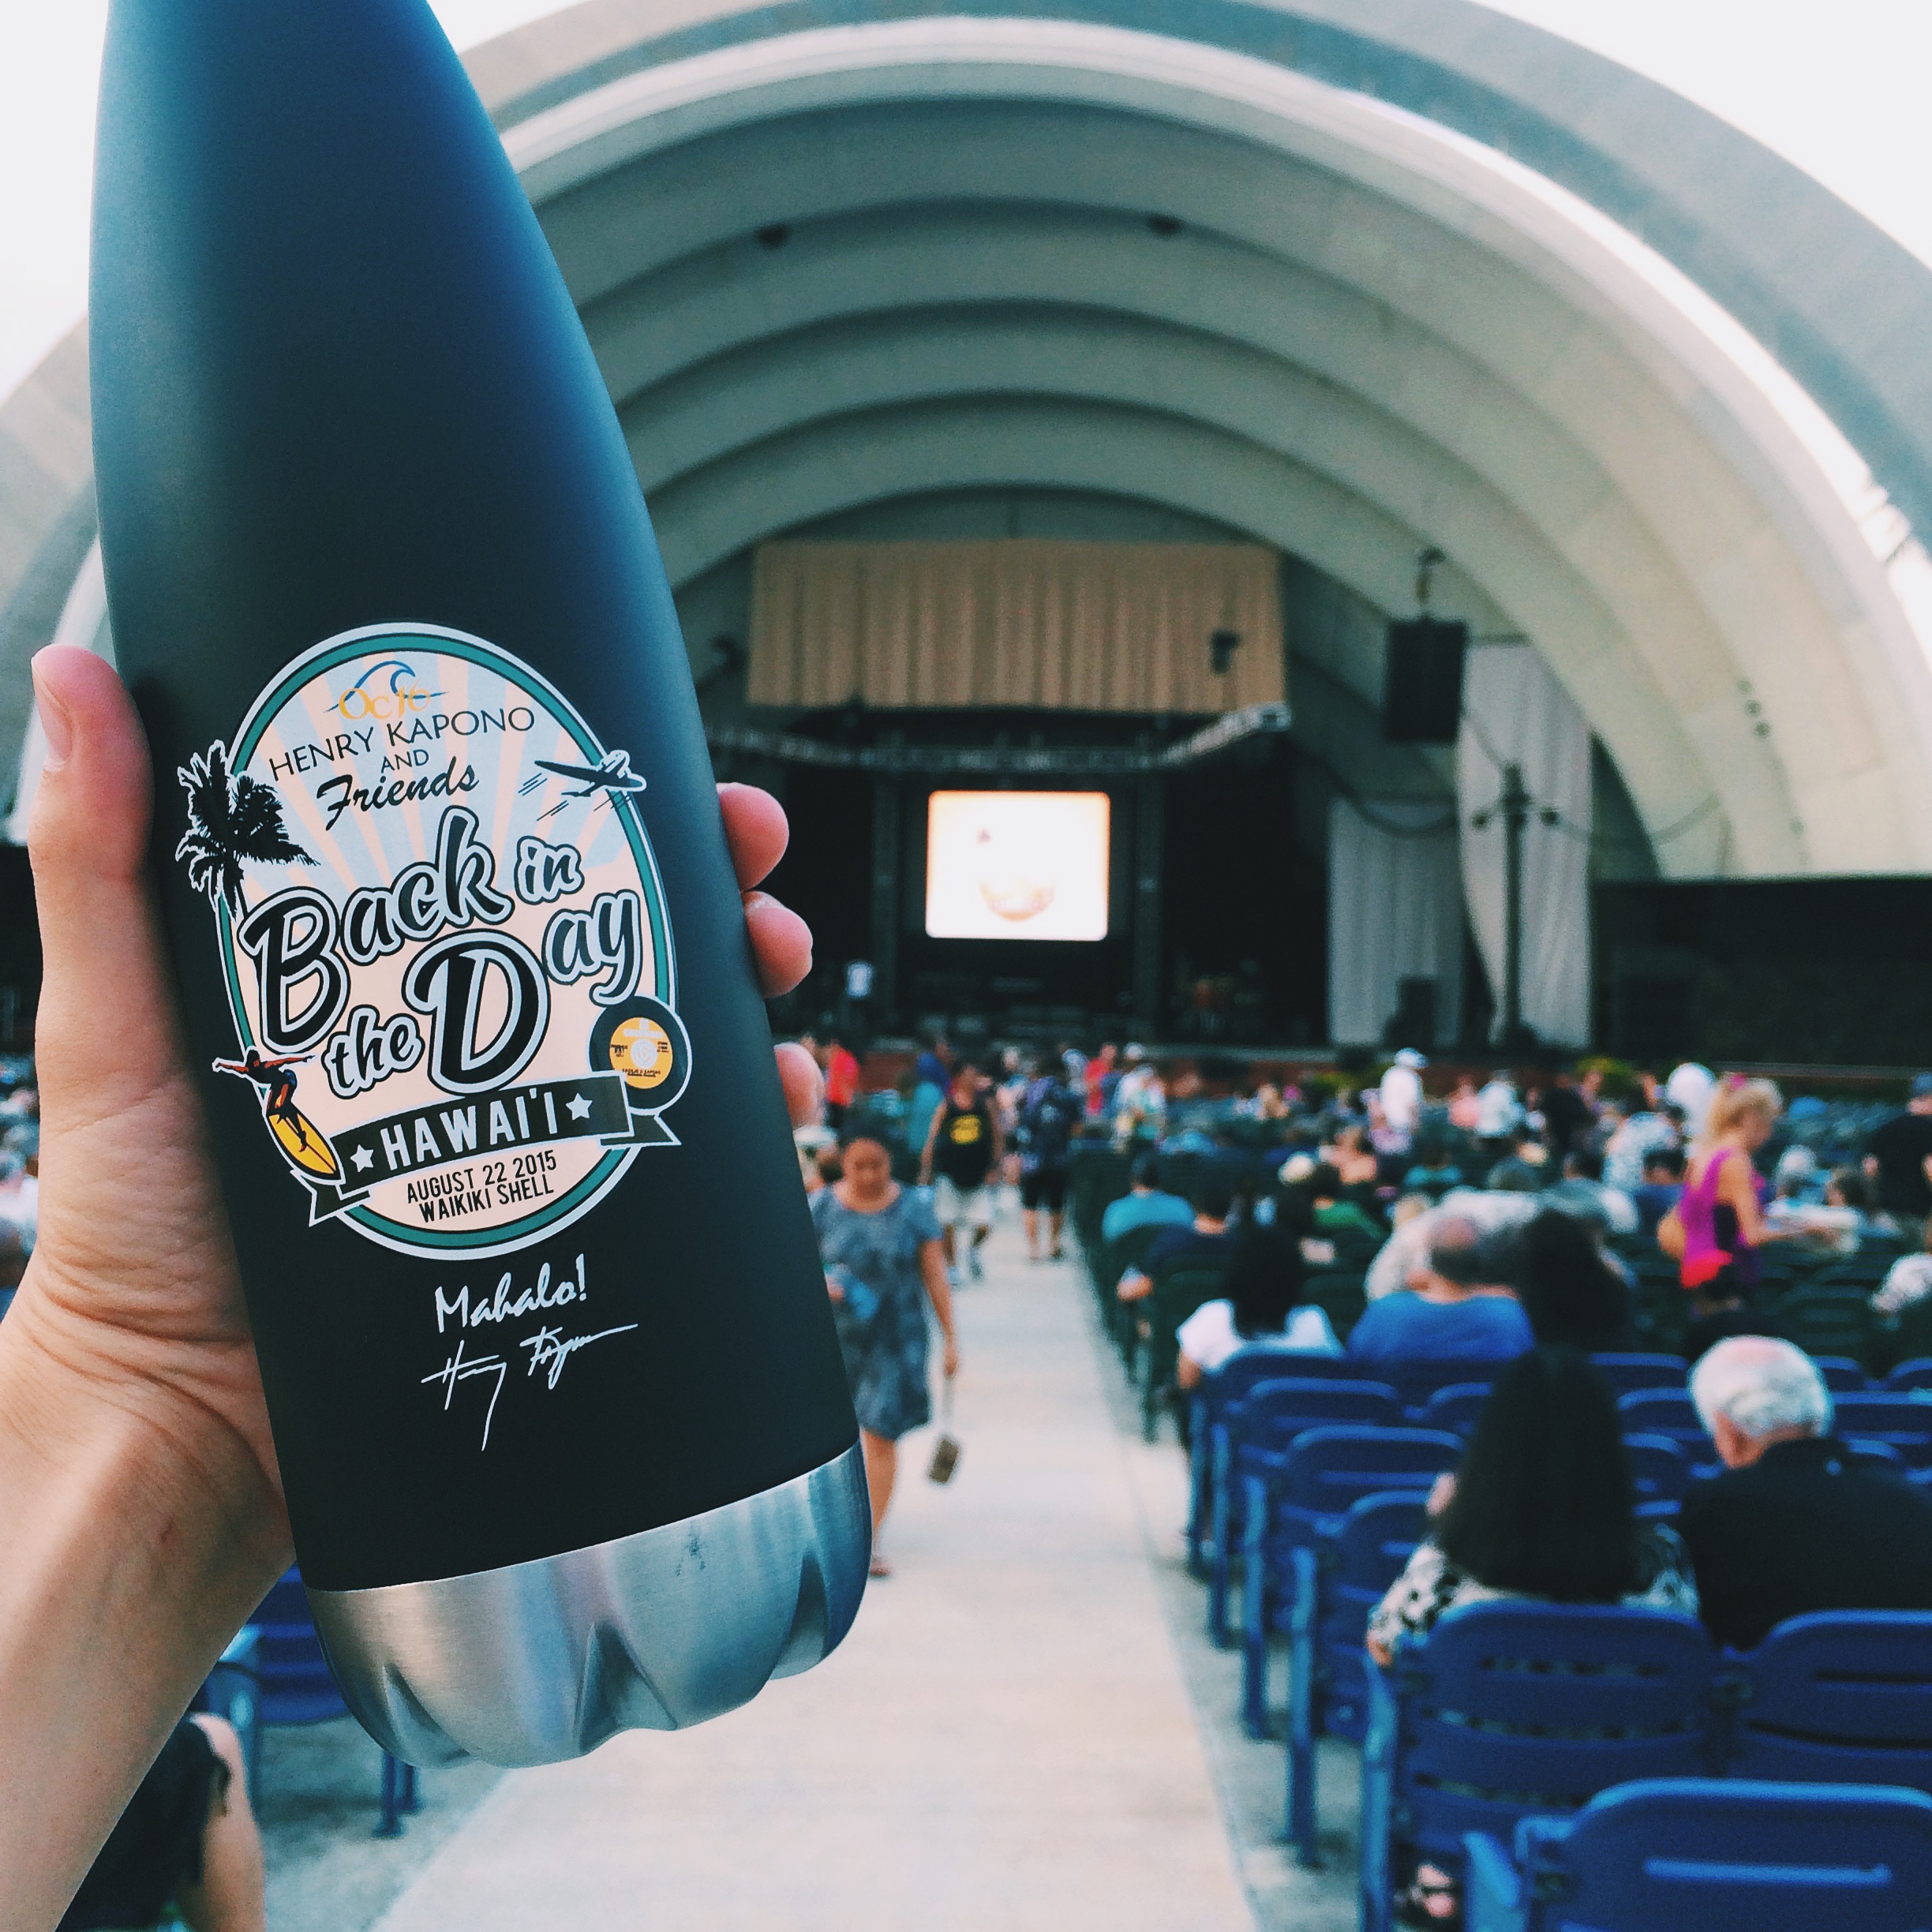 Oc16
HENRY KAPONO
AND
Friends
Back in
the Day
HAWAI'I
AUGUST 22 2015
WAIKIKI SHELL
Mahalo!